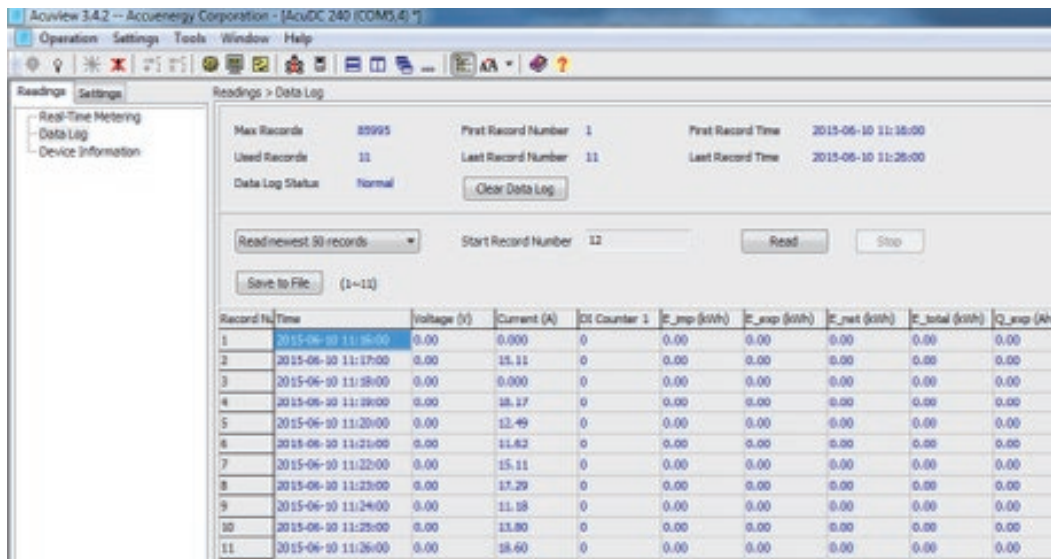 Acuview 3.4.2 -- Accuenergy Corporation - [AcuDC 240 (COM5,4) *]
Operation Settings Tools Window Help
Readings Settings
Readings > Data Log
Real-Time Metering
Data Log
Device Information
Max Records 85995 First Record Number 1 First Record Time 2015-06-10 11:16:00
Used Records 11 Last Record Number 11 Last Record Time 2015-06-10 11:26:00
Data Log Status Normal Clear Data Log
Read newest 50 records Start Record Number 12 Read Stop
Save to File (1~11)
Record Nu Time Voltage (V) Current (A) DI Counter 1 E_imp (kWh) E_exp (kWh) E_net (kWh) E_total (kWh) Q_exp (Ah
1 2015-06-10 11:16:00 0.00 0.000 0 0.00 0.00 0.00 0.00 0.00
2 2015-06-10 11:17:00 0.00 15.11 0 0.00 0.00 0.00 0.00 0.00
3 2015-06-10 11:18:00 0.00 0.000 0 0.00 0.00 0.00 0.00 0.00
4 2015-06-10 11:19:00 0.00 18.17 0 0.00 0.00 0.00 0.00 0.00
5 2015-06-10 11:20:00 0.00 12.49 0 0.00 0.00 0.00 0.00 0.00
6 2015-06-10 11:21:00 0.00 11.62 0 0.00 0.00 0.00 0.00 0.00
7 2015-06-10 11:22:00 0.00 15.11 0 0.00 0.00 0.00 0.00 0.00
8 2015-06-10 11:23:00 0.00 17.29 0 0.00 0.00 0.00 0.00 0.00
9 2015-06-10 11:24:00 0.00 11.18 0 0.00 0.00 0.00 0.00 0.00
10 2015-06-10 11:25:00 0.00 13.80 0 0.00 0.00 0.00 0.00 0.00
11 2015-06-10 11:26:00 0.00 18.60 0 0.00 0.00 0.00 0.00 0.00